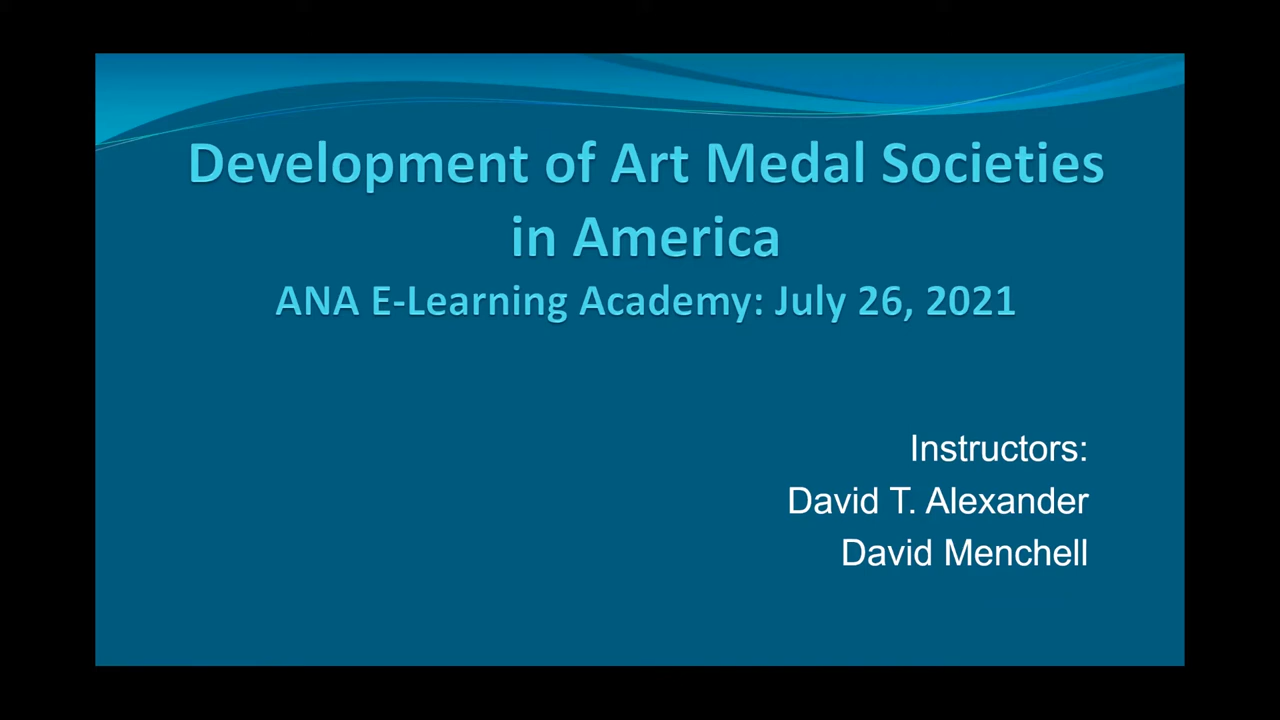 Development of Art Medal Societies
in America
ANA E-Learning Academy: July 26, 2021
Instructors:
David T. Alexander
David Menchell